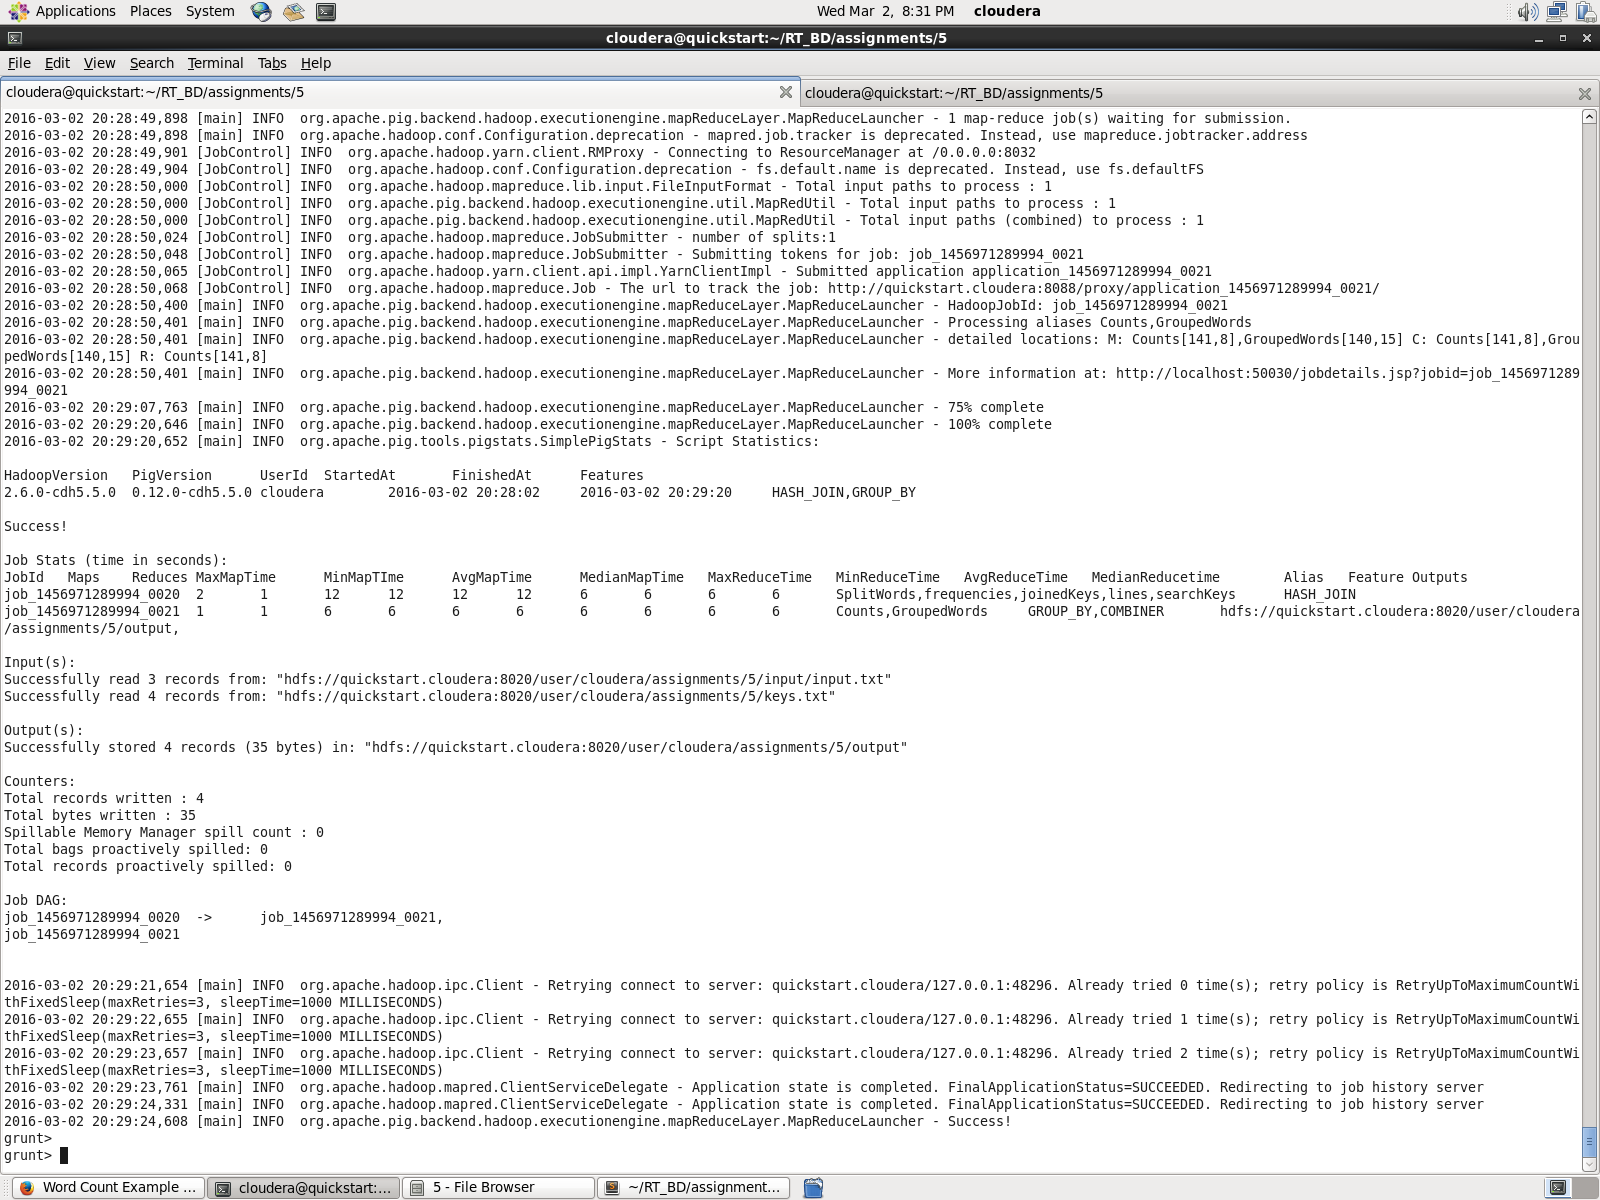 Applications Places System Wed Mar 2, 8:31 PM cloudera
cloudera@quickstart:~/RT_BD/assignments/5
File Edit View Search Terminal Tabs Help
cloudera@quickstart:~/RT_BD/assignments/5 cloudera@quickstart:~/RT_BD/assignments/5
2016-03-02 20:28:49,898 [main] INFO  org.apache.pig.backend.hadoop.executionengine.mapReduceLayer.MapReduceLauncher - 1 map-reduce job(s) waiting for submission.
2016-03-02 20:28:49,898 [main] INFO  org.apache.hadoop.conf.Configuration.deprecation - mapred.job.tracker is deprecated. Instead, use mapreduce.jobtracker.address
2016-03-02 20:28:49,901 [JobControl] INFO  org.apache.hadoop.yarn.client.RMProxy - Connecting to ResourceManager at /0.0.0.0:8032
2016-03-02 20:28:49,904 [JobControl] INFO  org.apache.hadoop.conf.Configuration.deprecation - fs.default.name is deprecated. Instead, use fs.defaultFS
2016-03-02 20:28:50,000 [JobControl] INFO  org.apache.hadoop.mapreduce.lib.input.FileInputFormat - Total input paths to process : 1
2016-03-02 20:28:50,000 [JobControl] INFO  org.apache.pig.backend.hadoop.executionengine.util.MapRedUtil - Total input paths to process : 1
2016-03-02 20:28:50,000 [JobControl] INFO  org.apache.pig.backend.hadoop.executionengine.util.MapRedUtil - Total input paths (combined) to process : 1
2016-03-02 20:28:50,024 [JobControl] INFO  org.apache.hadoop.mapreduce.JobSubmitter - number of splits:1
2016-03-02 20:28:50,048 [JobControl] INFO  org.apache.hadoop.mapreduce.JobSubmitter - Submitting tokens for job: job_1456971289994_0021
2016-03-02 20:28:50,065 [JobControl] INFO  org.apache.hadoop.yarn.client.api.impl.YarnClientImpl - Submitted application application_1456971289994_0021
2016-03-02 20:28:50,068 [JobControl] INFO  org.apache.hadoop.mapreduce.Job - The url to track the job: http://quickstart.cloudera:8088/proxy/application_1456971289994_0021/
2016-03-02 20:28:50,400 [main] INFO  org.apache.pig.backend.hadoop.executionengine.mapReduceLayer.MapReduceLauncher - HadoopJobId: job_1456971289994_0021
2016-03-02 20:28:50,401 [main] INFO  org.apache.pig.backend.hadoop.executionengine.mapReduceLayer.MapReduceLauncher - Processing aliases Counts,GroupedWords
2016-03-02 20:28:50,401 [main] INFO  org.apache.pig.backend.hadoop.executionengine.mapReduceLayer.MapReduceLauncher - detailed locations: M: Counts[141,8],GroupedWords[140,15] C: Counts[141,8],Grou
pedWords[140,15] R: Counts[141,8]
2016-03-02 20:28:50,401 [main] INFO  org.apache.pig.backend.hadoop.executionengine.mapReduceLayer.MapReduceLauncher - More information at: http://localhost:50030/jobdetails.jsp?jobid=job_1456971289
994_0021
2016-03-02 20:29:07,763 [main] INFO  org.apache.pig.backend.hadoop.executionengine.mapReduceLayer.MapReduceLauncher - 75% complete
2016-03-02 20:29:20,646 [main] INFO  org.apache.pig.backend.hadoop.executionengine.mapReduceLayer.MapReduceLauncher - 100% complete
2016-03-02 20:29:20,652 [main] INFO  org.apache.pig.tools.pigstats.SimplePigStats - Script Statistics:
HadoopVersion PigVersion UserId StartedAt FinishedAt Features
2.6.0-cdh5.5.0 0.12.0-cdh5.5.0 cloudera 2016-03-02 20:28:02 2016-03-02 20:29:20 HASH_JOIN,GROUP_BY
Success!
Job Stats (time in seconds):
JobId Maps Reduces MaxMapTime MinMapTIme AvgMapTime MedianMapTime MaxReduceTime MinReduceTime AvgReduceTime MedianReducetime Alias Feature Outputs
job_1456971289994_0020 2 1 12 12 12 12 6 6 6 6 SplitWords,frequencies,joinedKeys,lines,searchKeys HASH_JOIN
job_1456971289994_0021 1 1 6 6 6 6 6 6 6 6 Counts,GroupedWords GROUP_BY,COMBINER hdfs://quickstart.cloudera:8020/user/cloudera
/assignments/5/output,
Input(s):
Successfully read 3 records from: "hdfs://quickstart.cloudera:8020/user/cloudera/assignments/5/input/input.txt"
Successfully read 4 records from: "hdfs://quickstart.cloudera:8020/user/cloudera/assignments/5/keys.txt"
Output(s):
Successfully stored 4 records (35 bytes) in: "hdfs://quickstart.cloudera:8020/user/cloudera/assignments/5/output"
Counters:
Total records written : 4
Total bytes written : 35
Spillable Memory Manager spill count : 0
Total bags proactively spilled: 0
Total records proactively spilled: 0
Job DAG:
job_1456971289994_0020 -> job_1456971289994_0021,
job_1456971289994_0021
2016-03-02 20:29:21,654 [main] INFO  org.apache.hadoop.ipc.Client - Retrying connect to server: quickstart.cloudera/127.0.0.1:48296. Already tried 0 time(s); retry policy is RetryUpToMaximumCountWi
thFixedSleep(maxRetries=3, sleepTime=1000 MILLISECONDS)
2016-03-02 20:29:22,655 [main] INFO  org.apache.hadoop.ipc.Client - Retrying connect to server: quickstart.cloudera/127.0.0.1:48296. Already tried 1 time(s); retry policy is RetryUpToMaximumCountWi
thFixedSleep(maxRetries=3, sleepTime=1000 MILLISECONDS)
2016-03-02 20:29:23,657 [main] INFO  org.apache.hadoop.ipc.Client - Retrying connect to server: quickstart.cloudera/127.0.0.1:48296. Already tried 2 time(s); retry policy is RetryUpToMaximumCountWi
thFixedSleep(maxRetries=3, sleepTime=1000 MILLISECONDS)
2016-03-02 20:29:23,761 [main] INFO  org.apache.hadoop.mapred.ClientServiceDelegate - Application state is completed. FinalApplicationStatus=SUCCEEDED. Redirecting to job history server
2016-03-02 20:29:24,331 [main] INFO  org.apache.hadoop.mapred.ClientServiceDelegate - Application state is completed. FinalApplicationStatus=SUCCEEDED. Redirecting to job history server
2016-03-02 20:29:24,608 [main] INFO  org.apache.pig.backend.hadoop.executionengine.mapReduceLayer.MapReduceLauncher - Success!
grunt>
grunt>
Word Count Example ... cloudera@quickstart:... 5 - File Browser ~/RT_BD/assignment...